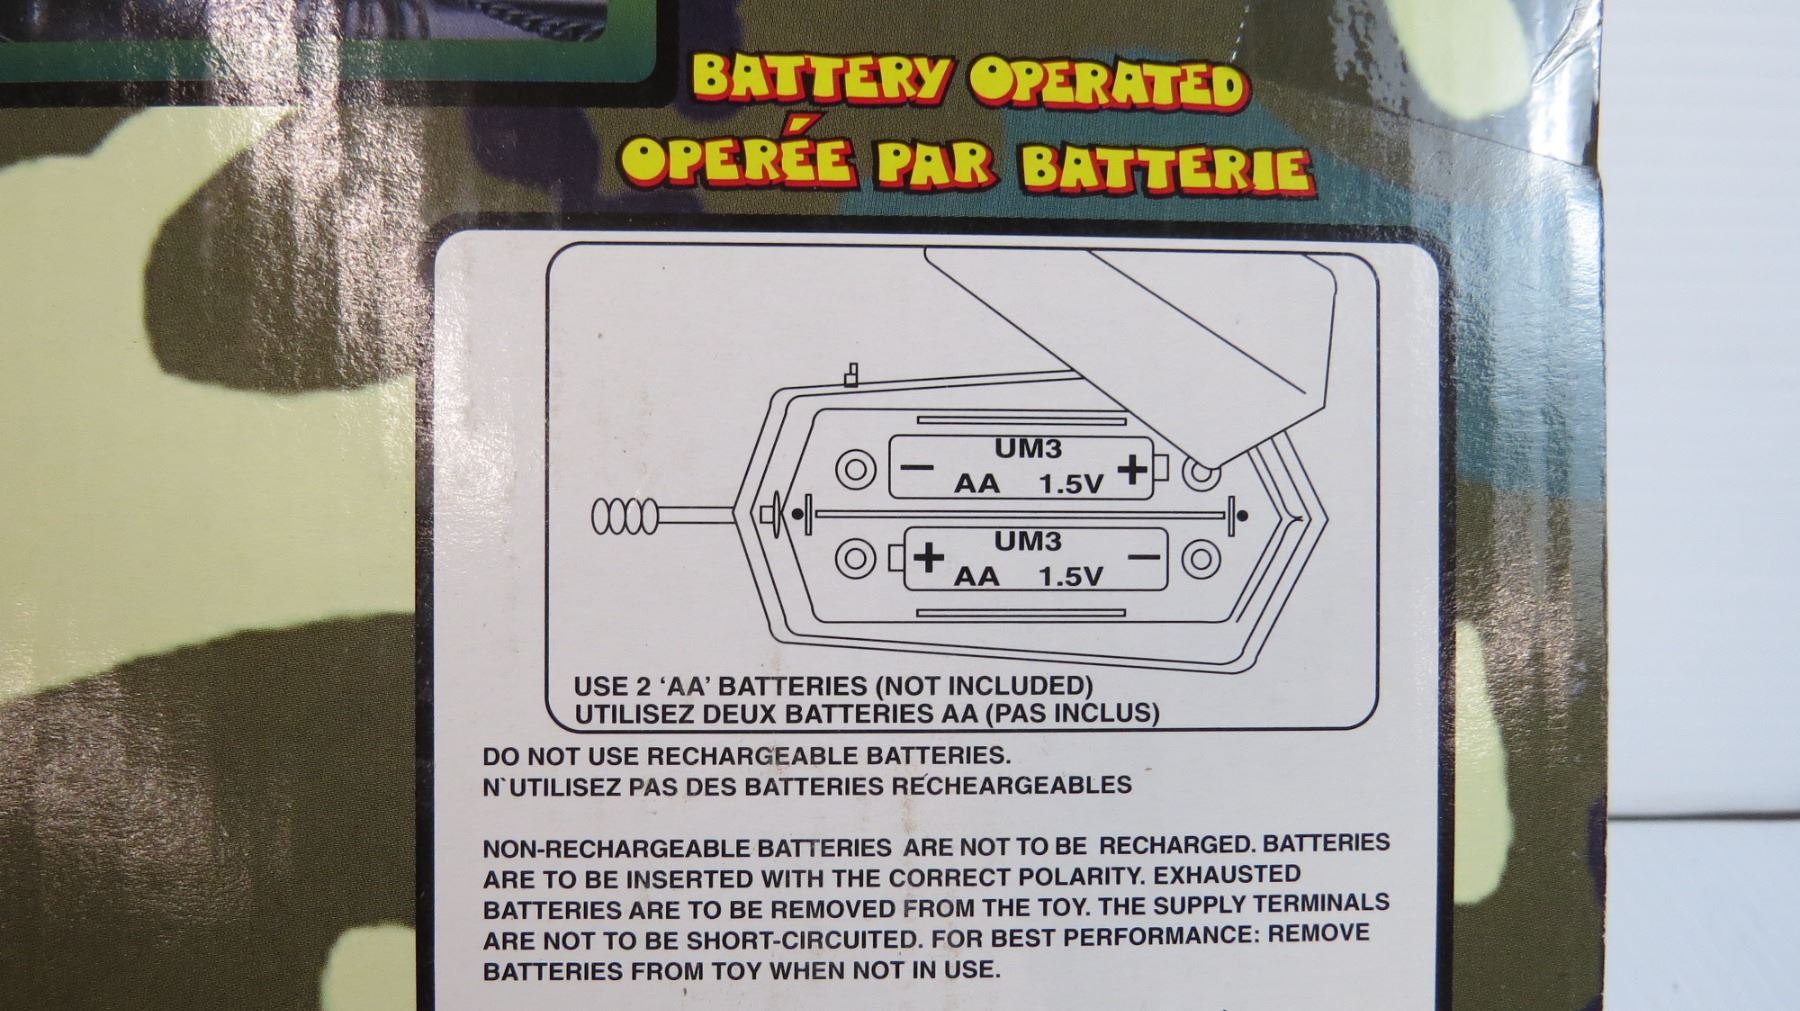 BATTERY OPERATED
OPERÉE PAR BATTERIE
UM3
− AA 1.5V +
UM3
+ AA 1.5V −
USE 2 ‘AA’ BATTERIES (NOT INCLUDED)
UTILISEZ DEUX BATTERIES AA (PAS INCLUS)
DO NOT USE RECHARGEABLE BATTERIES.
N`UTILISEZ PAS DES BATTERIES RECHEARGEABLES
NON-RECHARGEABLE BATTERIES ARE NOT TO BE RECHARGED. BATTERIES
ARE TO BE INSERTED WITH THE CORRECT POLARITY. EXHAUSTED
BATTERIES ARE TO BE REMOVED FROM THE TOY. THE SUPPLY TERMINALS
ARE NOT TO BE SHORT-CIRCUITED. FOR BEST PERFORMANCE: REMOVE
BATTERIES FROM TOY WHEN NOT IN USE.